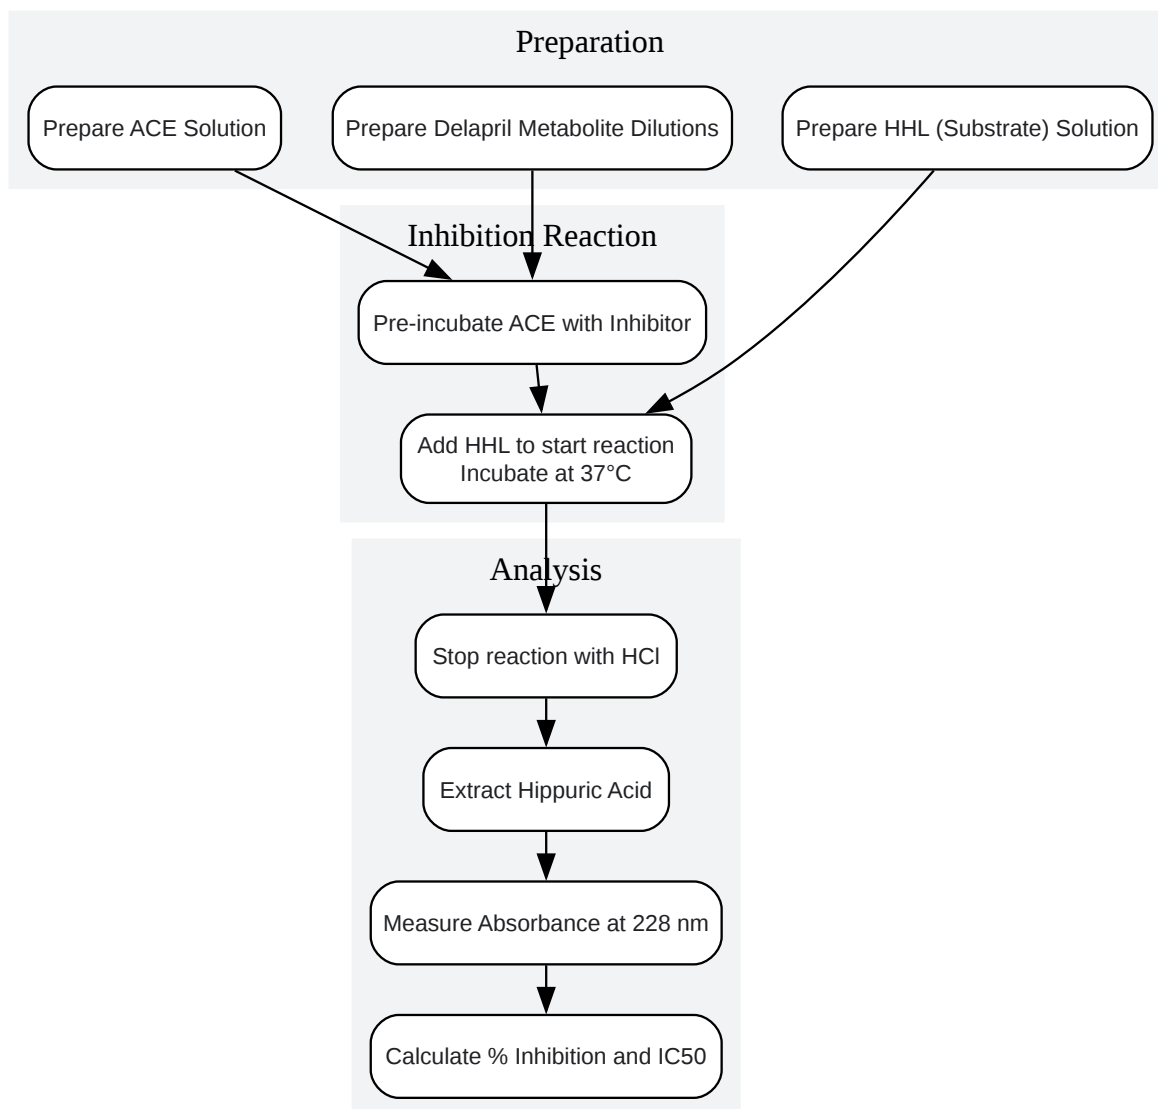 Preparation
Prepare ACE Solution
Prepare Delapril Metabolite Dilutions
Prepare HHL (Substrate) Solution
Inhibition Reaction
Pre-incubate ACE with Inhibitor
Add HHL to start reaction
Incubate at 37°C
Analysis
Stop reaction with HCl
Extract Hippuric Acid
Measure Absorbance at 228 nm
Calculate % Inhibition and IC50